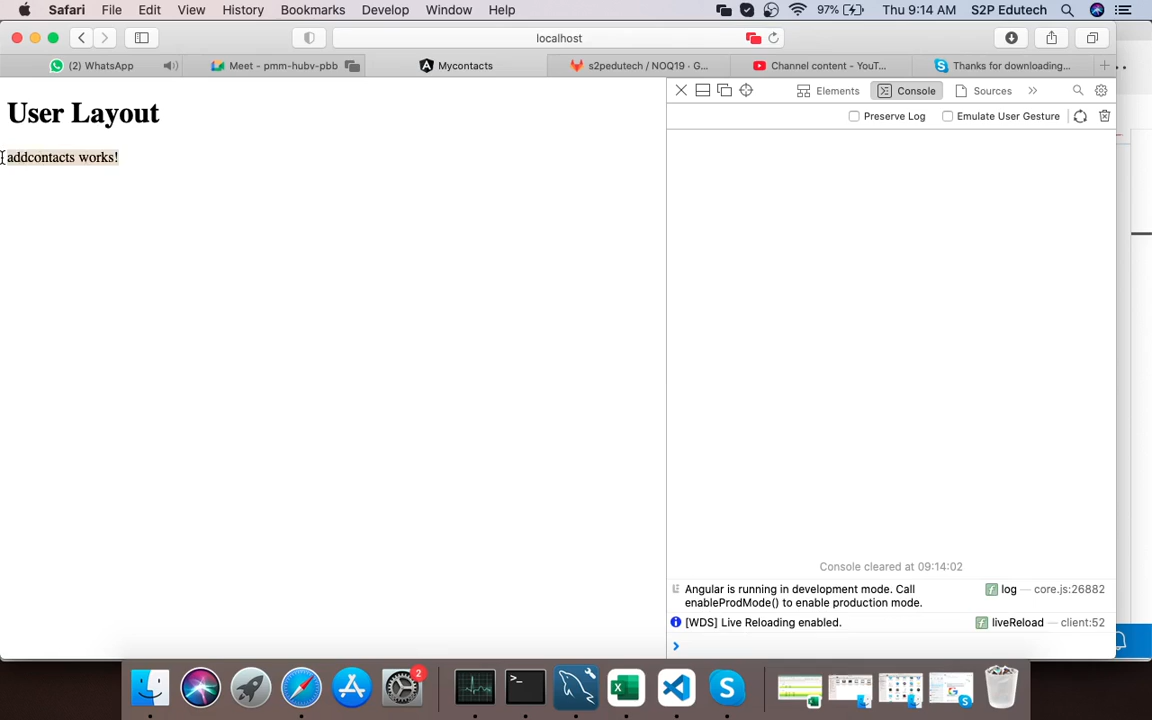 Safari File Edit View History Bookmarks Develop Window Help 97% Thu 9:14 AM S2P Edutech
localhost
(2) WhatsApp Meet - pmm-hubv-pbb Mycontacts s2pedutech / NOQ19 · G... Channel content - YouT... Thanks for downloading...
Elements Console Sources
Preserve Log Emulate User Gesture
User Layout
addcontacts works!
Console cleared at 09:14:02
Angular is running in development mode. Call enableProdMode() to enable production mode. f log — core.js:26882
[WDS] Live Reloading enabled. f liveReload — client:52
2